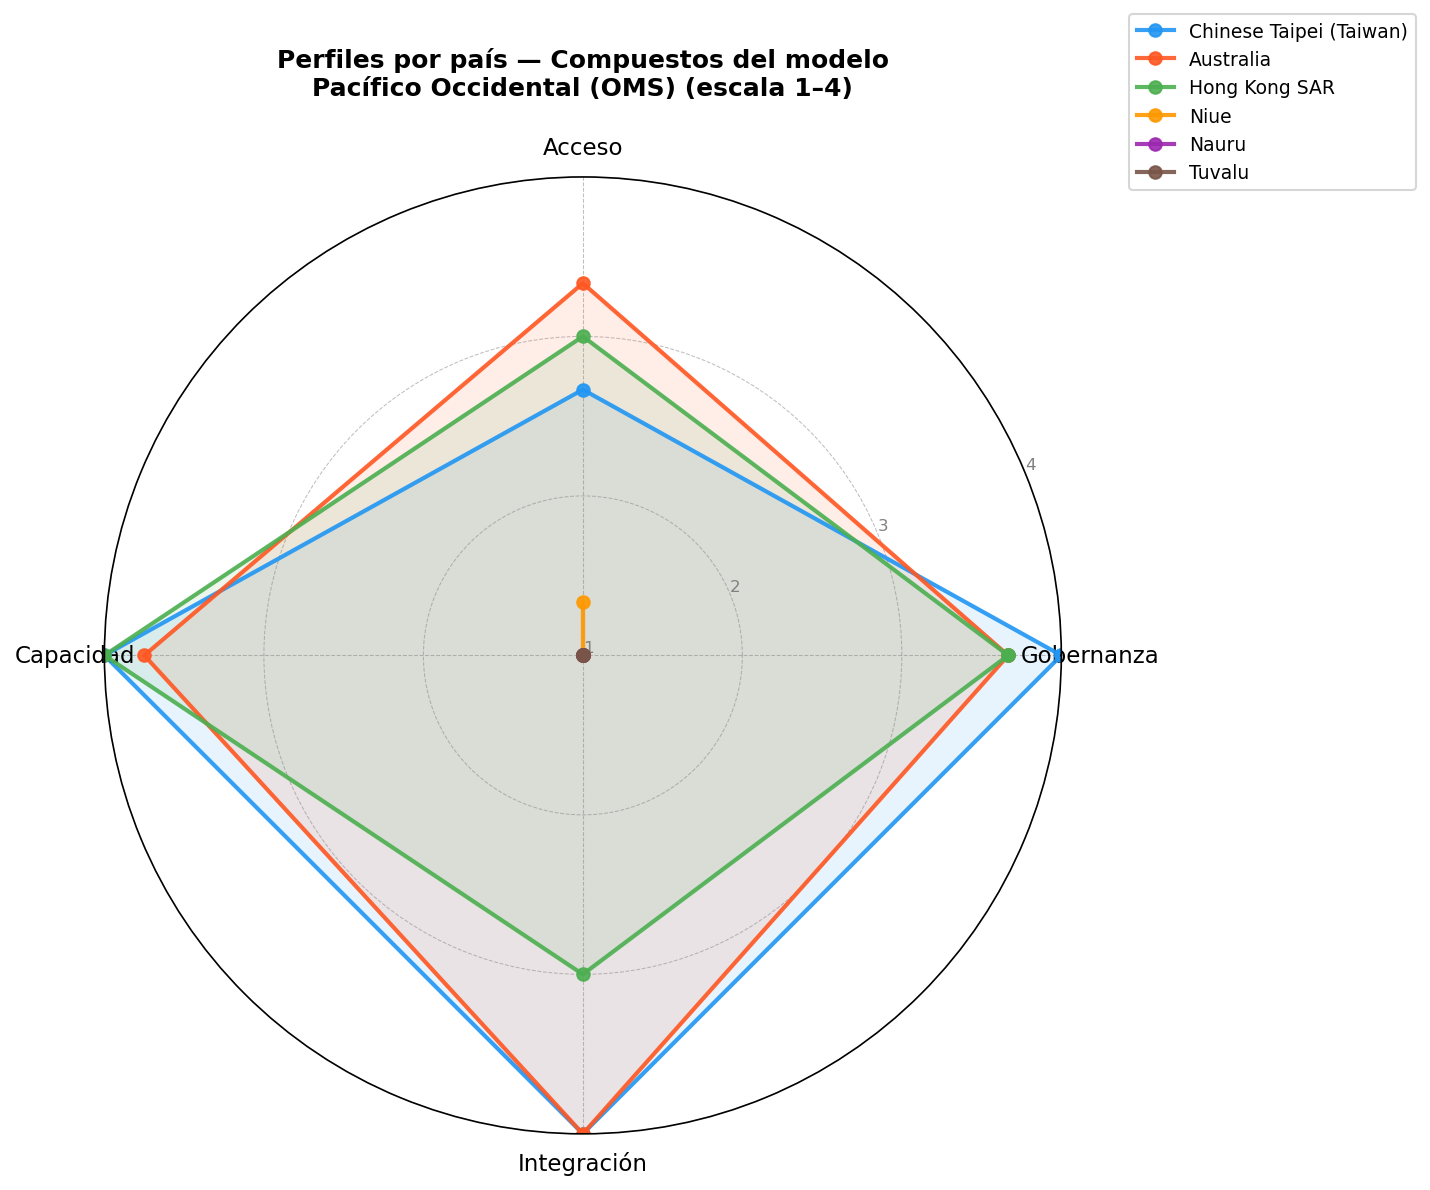 Perfiles por país — Compuestos del modelo
Pacífico Occidental (OMS) (escala 1–4)
Chinese Taipei (Taiwan)
Australia
Hong Kong SAR
Niue
Nauru
Tuvalu
Acceso
4
3
2
1
Capacidad
Gobernanza
Integración